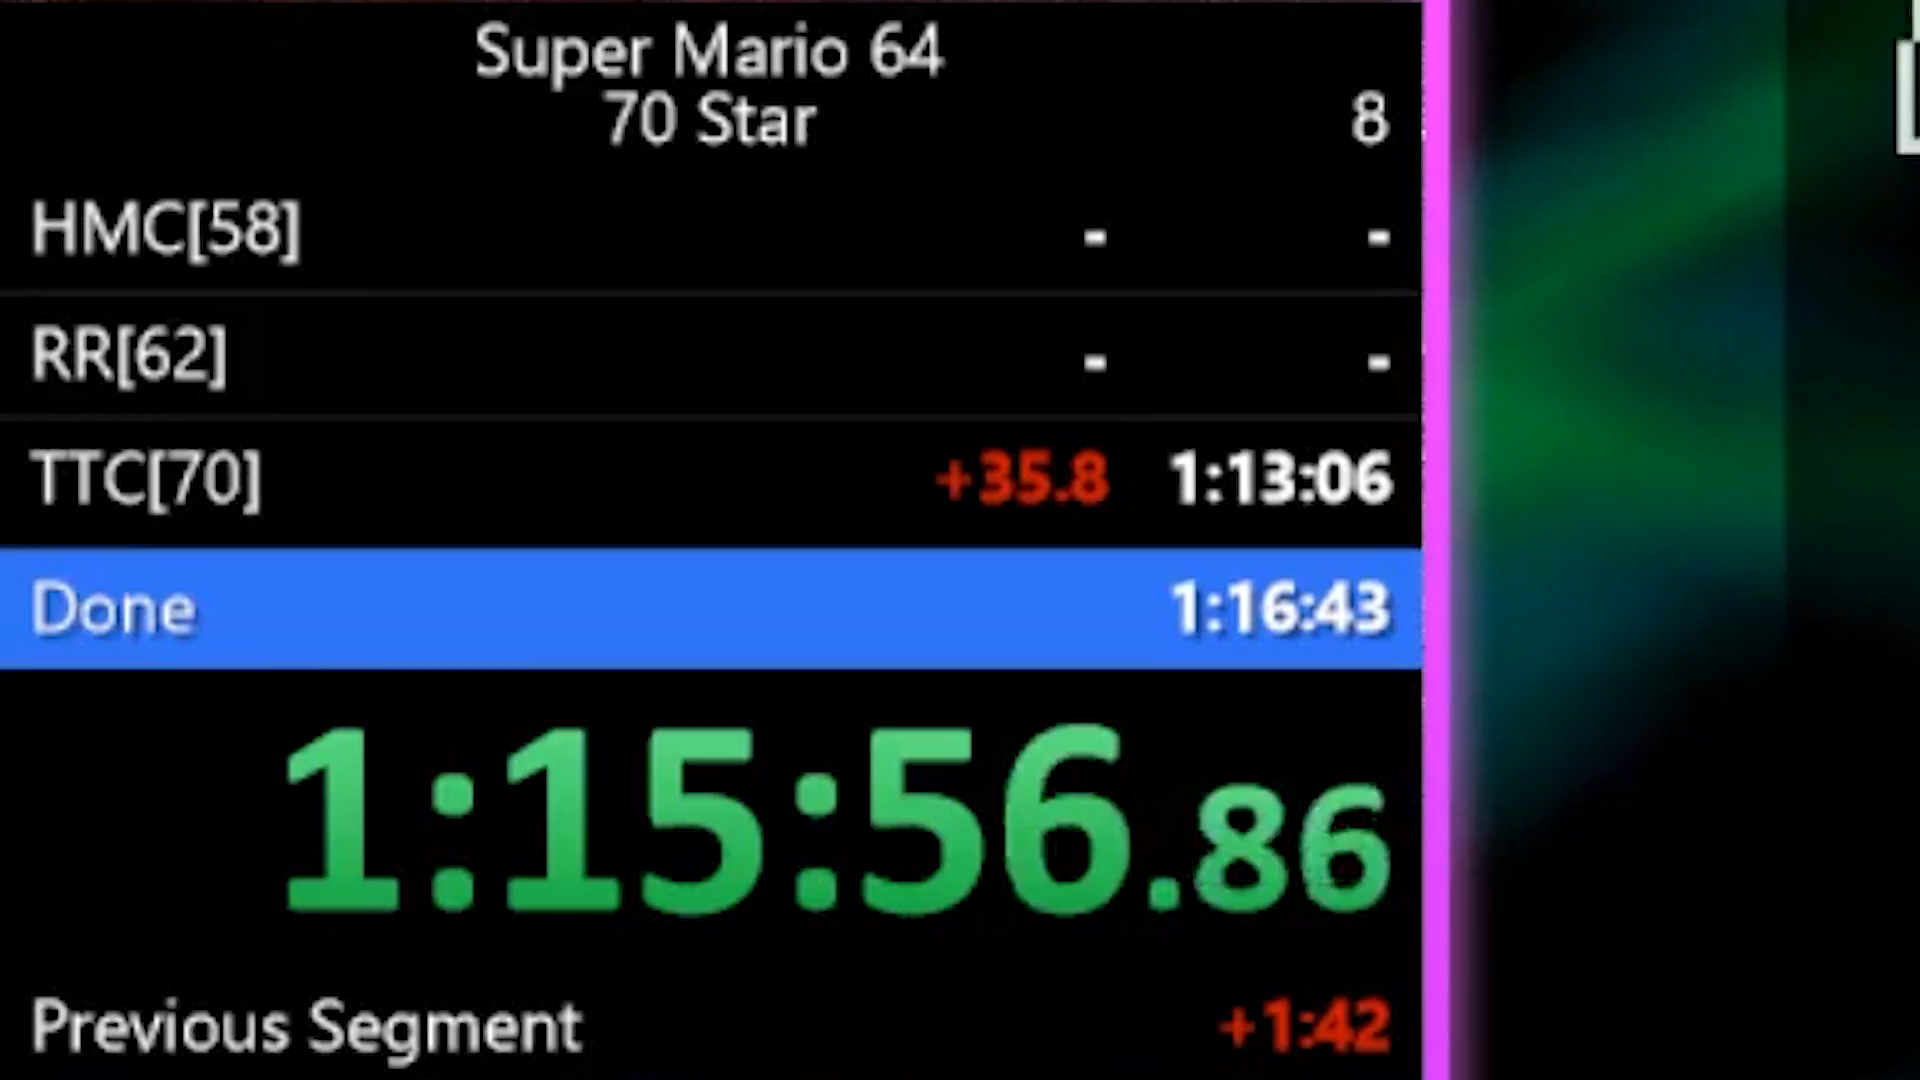 Super Mario 64
70 Star 8
HMC[58] - -
RR[62] - -
TTC[70] +35.8 1:13:06
Done 1:16:43
1:15:56.86
Previous Segment +1:42